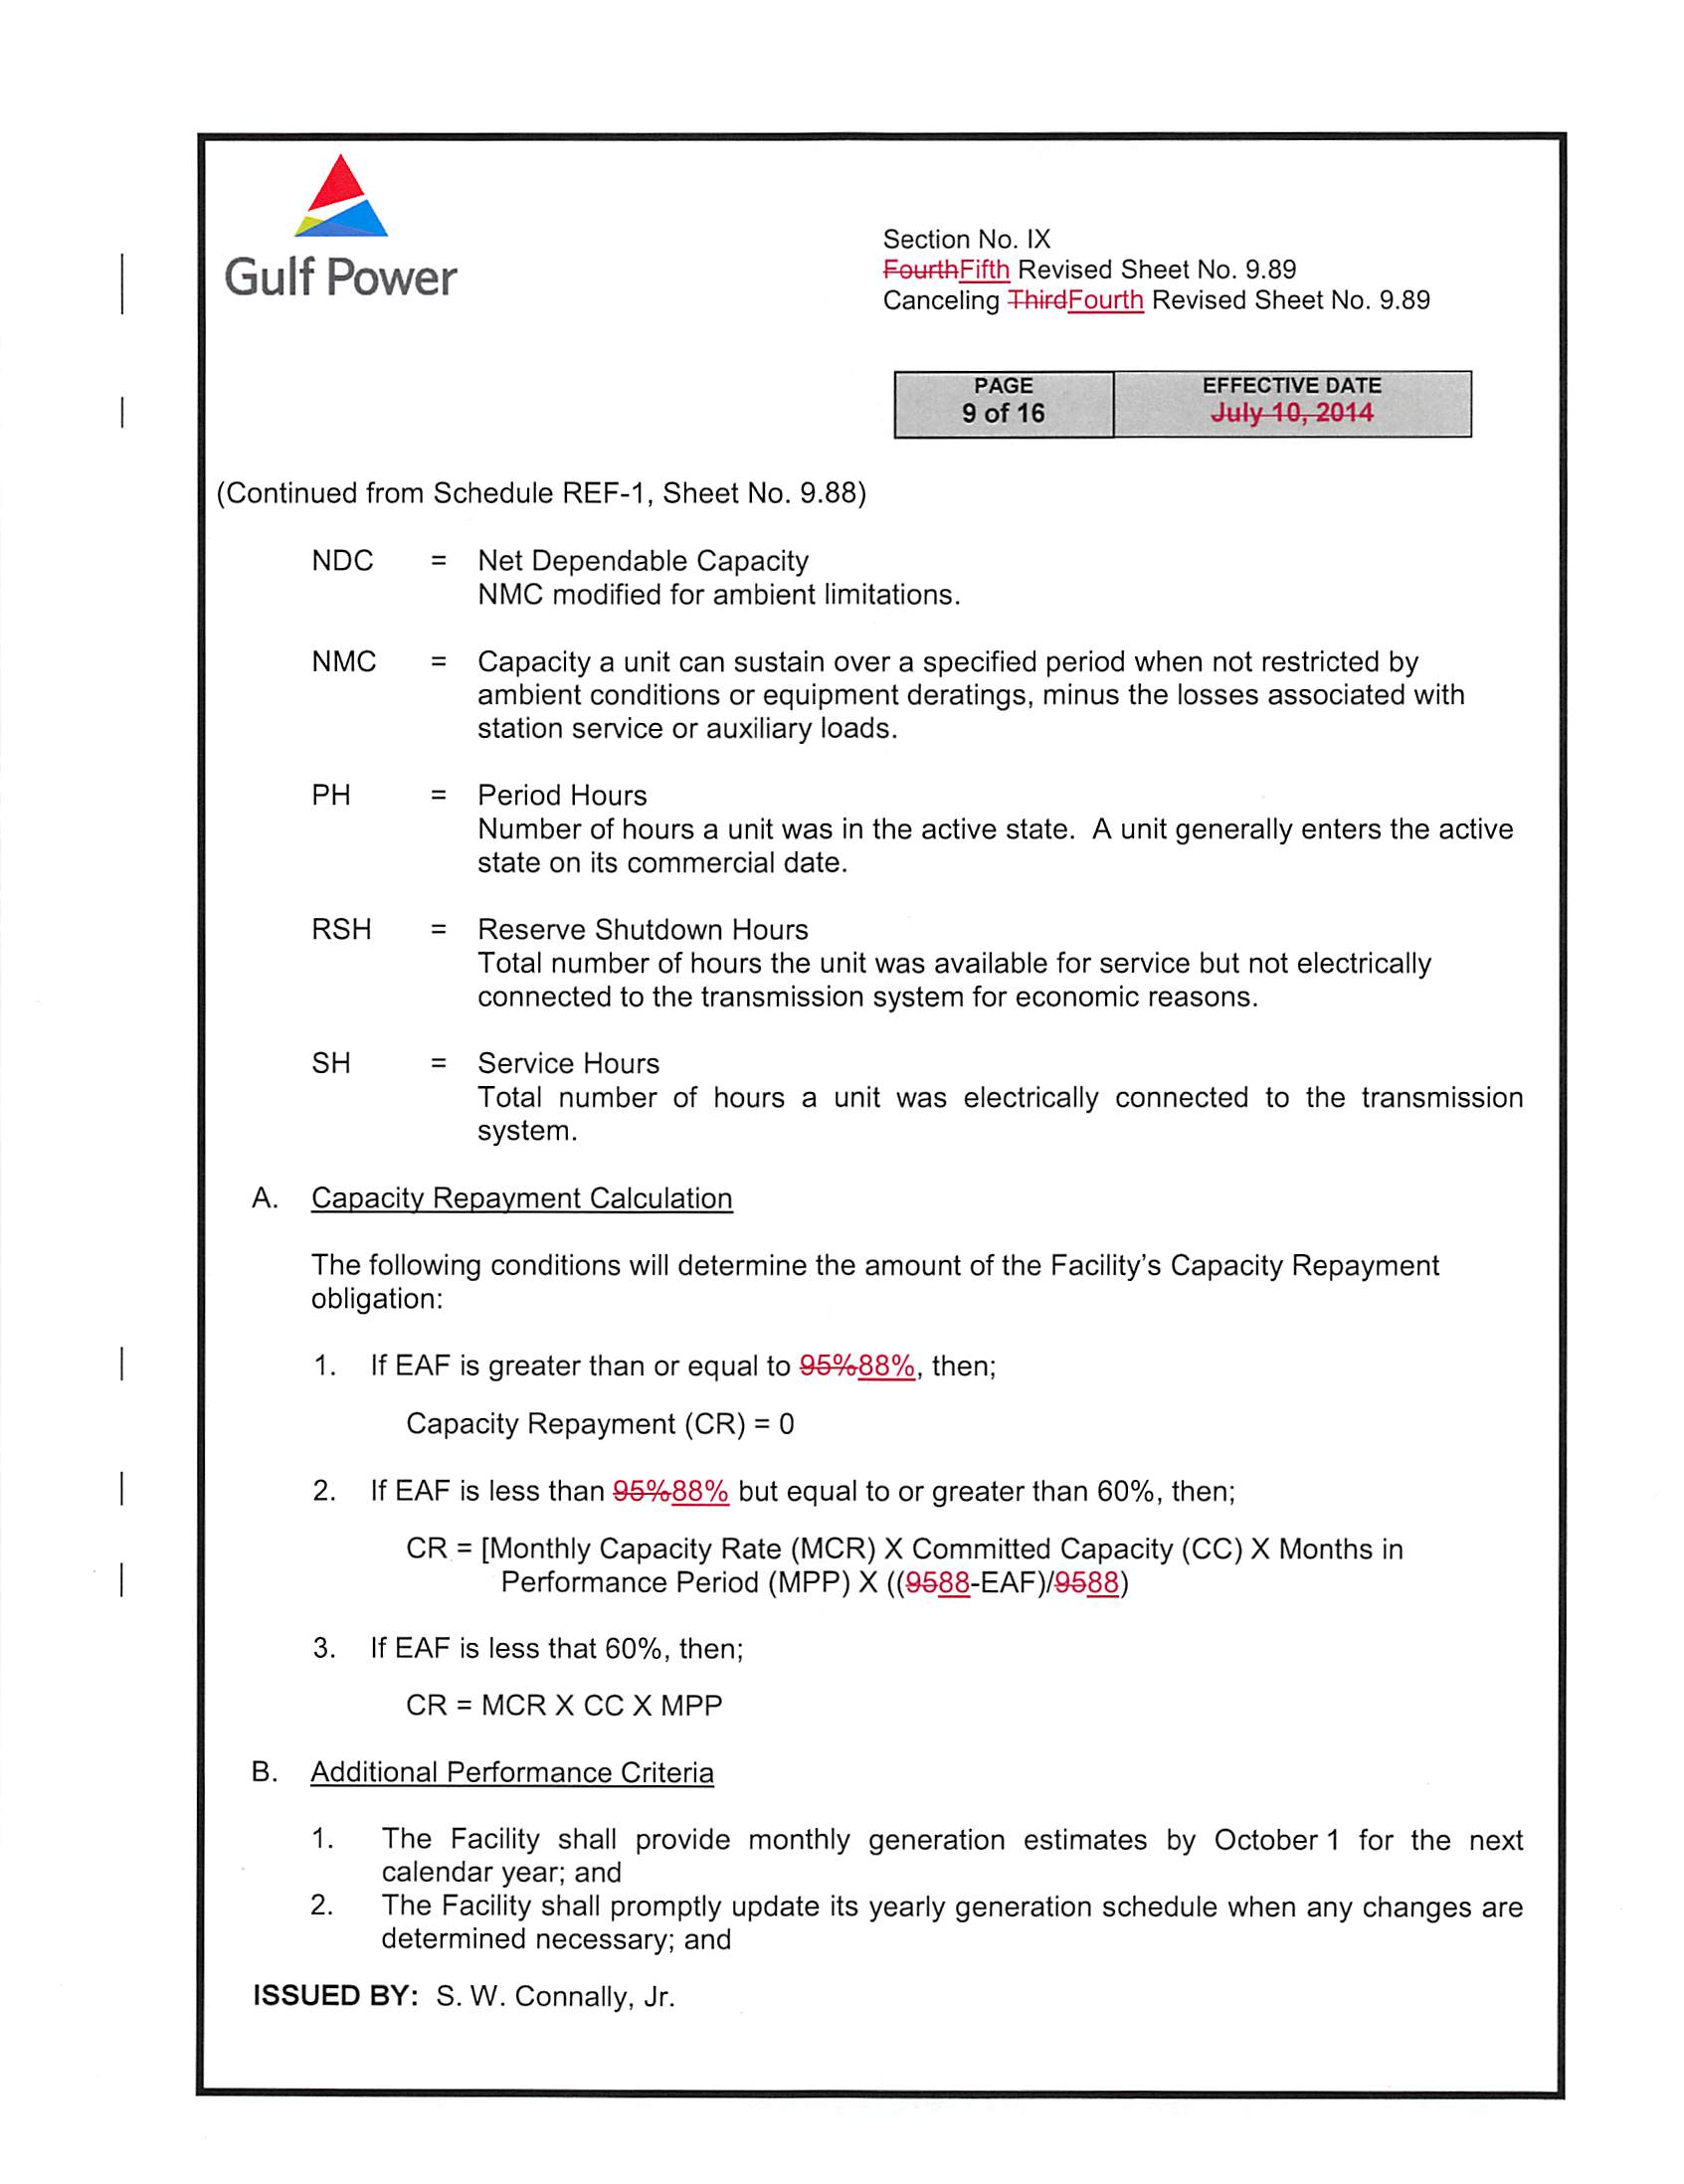 Gulf Power
Section No. IX
FourthFifth Revised Sheet No. 9.89
Canceling ThirdFourth Revised Sheet No. 9.89
PAGE
9 of 16
EFFECTIVE DATE
July 10, 2014
(Continued from Schedule REF-1, Sheet No. 9.88)
NDC = Net Dependable Capacity
NMC modified for ambient limitations.
NMC = Capacity a unit can sustain over a specified period when not restricted by
ambient conditions or equipment deratings, minus the losses associated with
station service or auxiliary loads.
PH = Period Hours
Number of hours a unit was in the active state. A unit generally enters the active
state on its commercial date.
RSH = Reserve Shutdown Hours
Total number of hours the unit was available for service but not electrically
connected to the transmission system for economic reasons.
SH = Service Hours
Total number of hours a unit was electrically connected to the transmission
system.
A. Capacity Repayment Calculation
The following conditions will determine the amount of the Facility's Capacity Repayment
obligation:
1. If EAF is greater than or equal to 95%88%, then;
Capacity Repayment (CR) = 0
2. If EAF is less than 95%88% but equal to or greater than 60%, then;
CR = [Monthly Capacity Rate (MCR) X Committed Capacity (CC) X Months in
Performance Period (MPP) X ((9588-EAF)/9588)
3. If EAF is less that 60%, then;
CR = MCR X CC X MPP
B. Additional Performance Criteria
1. The Facility shall provide monthly generation estimates by October 1 for the next
calendar year; and
2. The Facility shall promptly update its yearly generation schedule when any changes are
determined necessary; and
ISSUED BY: S. W. Connally, Jr.